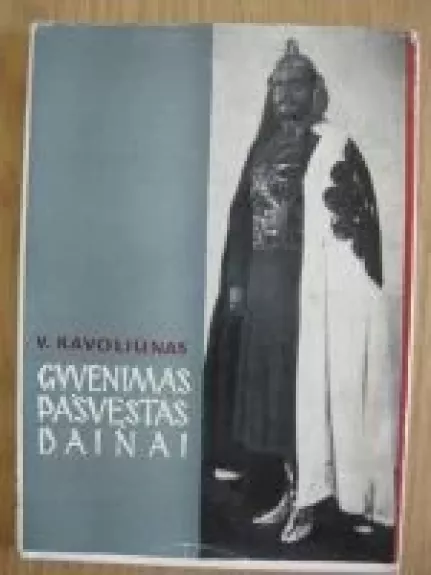 V. KAVOLIUNAS
GYVENIMAS
PAŠVĘSTAS
DAINAI